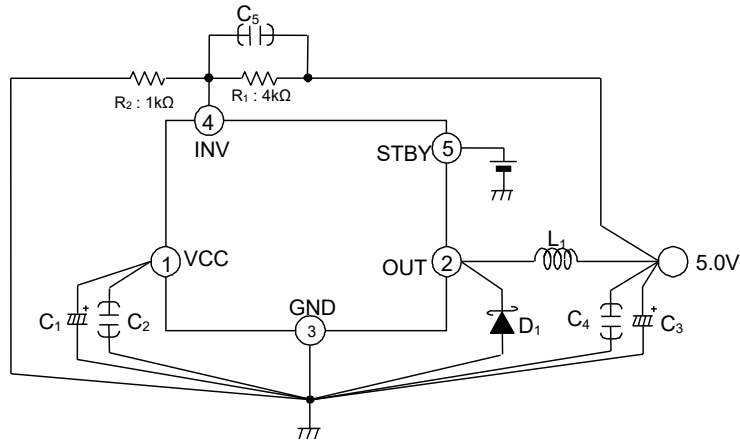 C₅
R₂ : 1kΩ
R₁ : 4kΩ
4
INV
5
STBY
1
VCC
OUT
2
L₁
5.0V
GND
3
C₁
+
C₂
D₁
C₄
+
C₃